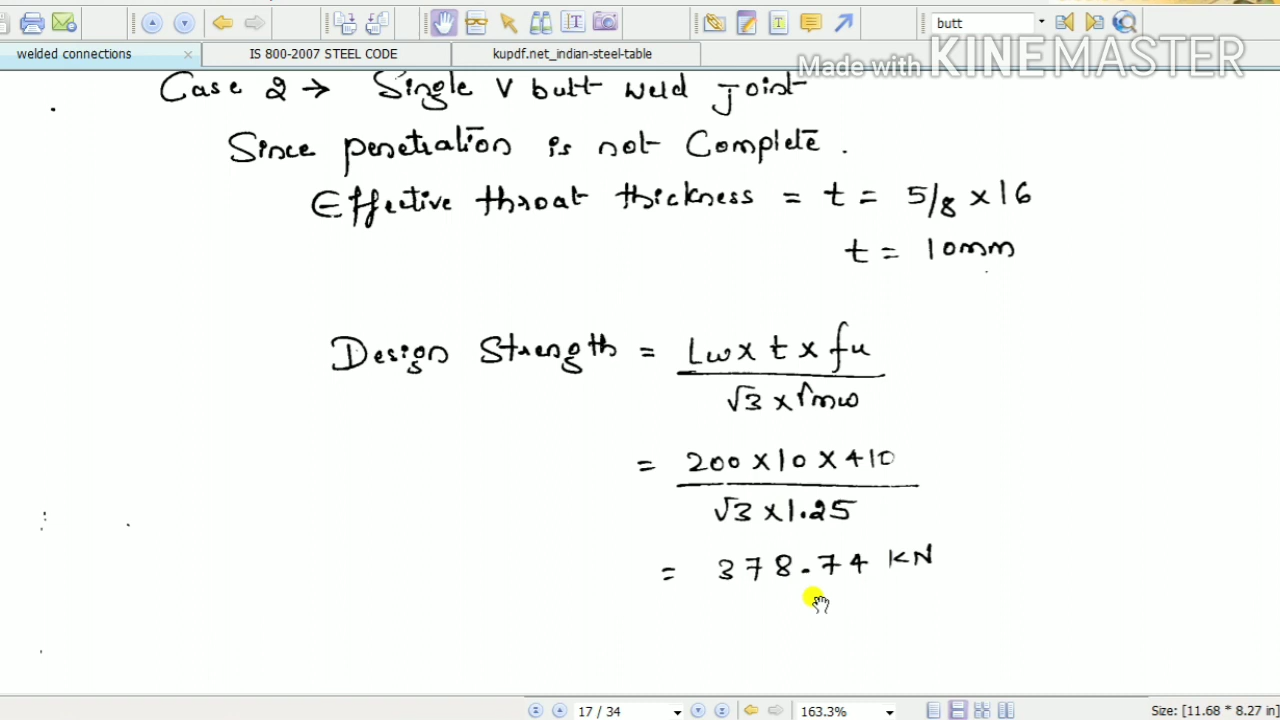 butt
welded connections
IS 800-2007 STEEL CODE
kupdf.net_indian-steel-table
Made with KINEMASTER
Case 2 → Single V butt weld joint
Since penetration is not complete.
Effective throat thickness = t = 5/8 × 16
t = 10mm
Design Strength = Lw × t × fu
√3 × γmw
= 200 × 10 × 410
√3 × 1.25
= 378.74 KN
17 / 34
163.3%
Size: [11.68 * 8.27 in]